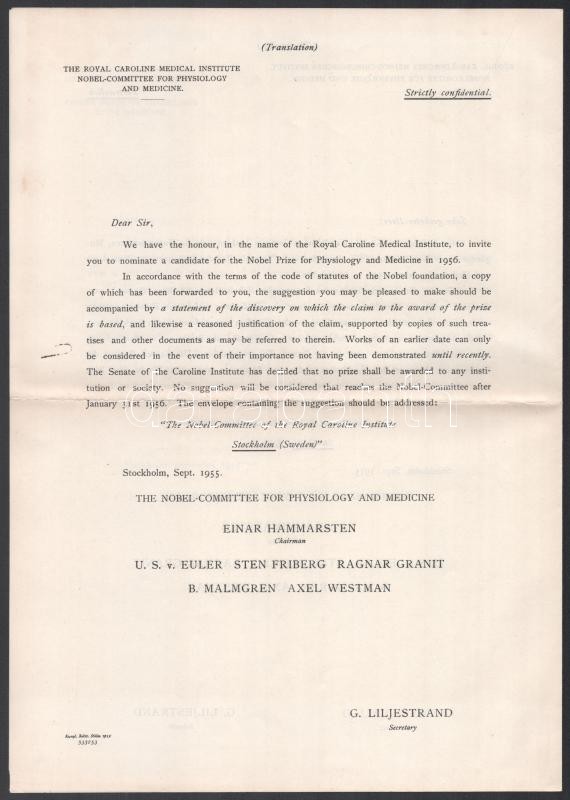 (Translation)
THE ROYAL CAROLINE MEDICAL INSTITUTE
NOBEL-COMMITTEE FOR PHYSIOLOGY
AND MEDICINE.
Strictly confidential.
Dear Sir,
We have the honour, in the name of the Royal Caroline Medical Institute, to invite
you to nominate a candidate for the Nobel Prize for Physiology and Medicine in 1956.
In accordance with the terms of the code of statutes of the Nobel foundation, a copy
of which has been forwarded to you, the suggestion you may be pleased to make should be
accompanied by a statement of the discovery on which the claim to the award of the prize
is based, and likewise a reasoned justification of the claim, supported by copies of such trea-
tises and other documents as may be referred to therein. Works of an earlier date can only
be considered in the event of their importance not having been demonstrated until recently.
The Senate of the Caroline Institute has decided that no prize shall be awarded to any insti-
tution or society. No suggestion will be considered that reaches the Nobel-Committee after
January 31st 1956. The envelope containing the suggestion should be addressed:
"The Nobel-Committee of the Royal Caroline Institute
Stockholm (Sweden)"
Stockholm, Sept. 1955.
THE NOBEL-COMMITTEE FOR PHYSIOLOGY AND MEDICINE
EINAR HAMMARSTEN
Chairman
U. S. v. EULER STEN FRIBERG RAGNAR GRANIT
B. MALMGREN AXEL WESTMAN
G. LILJESTRAND
Secretary
533753